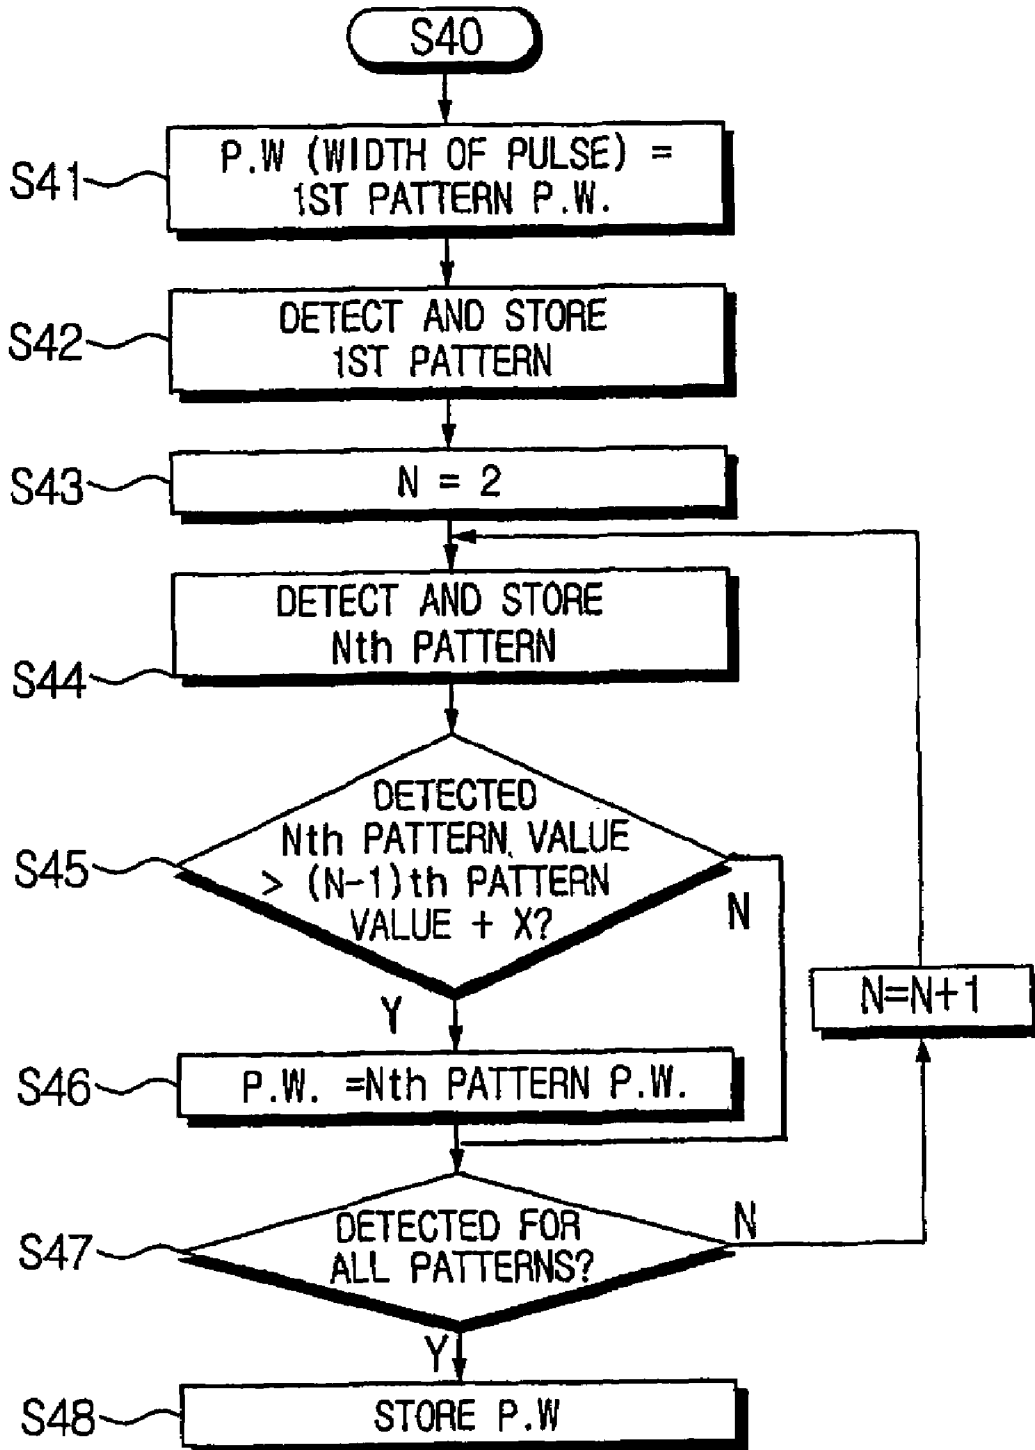 S40
S41
P.W (WIDTH OF PULSE) =
1ST PATTERN P.W.
S42
DETECT AND STORE
1ST PATTERN
S43
N = 2
S44
DETECT AND STORE
Nth PATTERN
S45
DETECTED
Nth PATTERN VALUE
> (N-1)th PATTERN
VALUE + X?
N
Y
N=N+1
S46
P.W. =Nth PATTERN P.W.
S47
DETECTED FOR
ALL PATTERNS?
N
Y
S48
STORE P.W